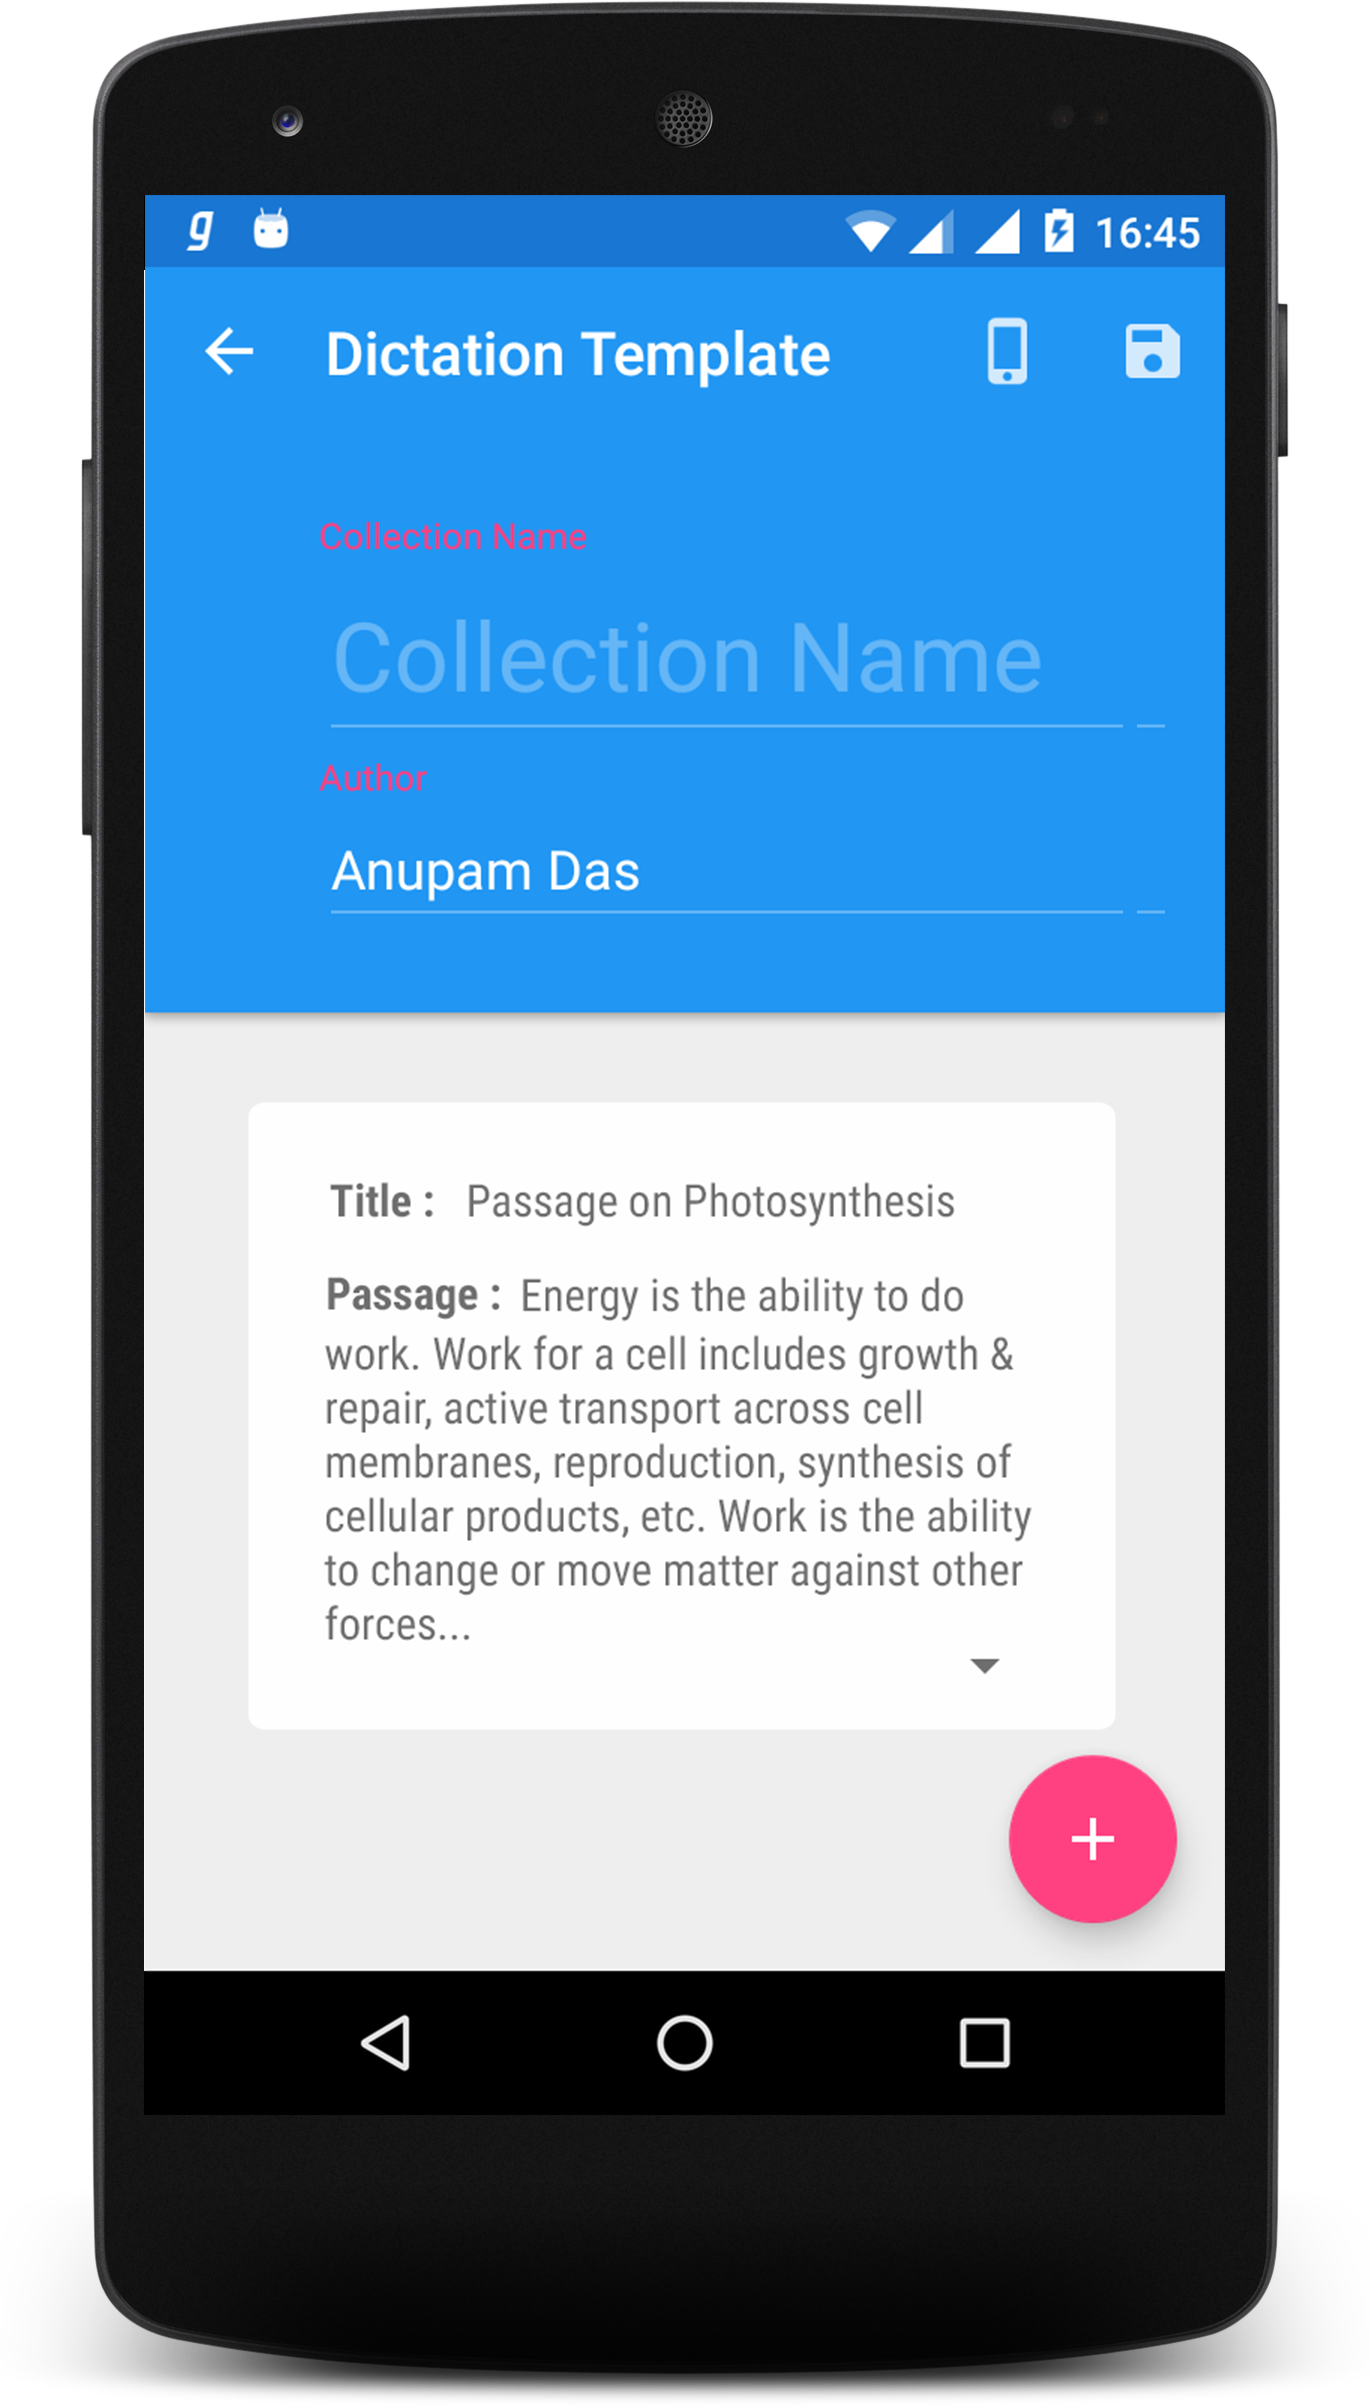 g
16:45
Dictation Template
Collection Name
Collection Name
Author
Anupam Das
Title : Passage on Photosynthesis
Passage : Energy is the ability to do
work. Work for a cell includes growth &
repair, active transport across cell
membranes, reproduction, synthesis of
cellular products, etc. Work is the ability
to change or move matter against other
forces...